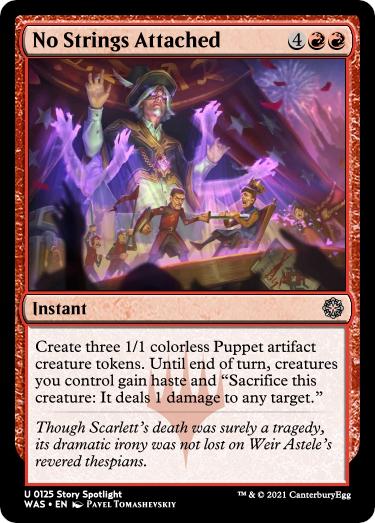 No Strings Attached 4
Instant
Create three 1/1 colorless Puppet artifact
creature tokens. Until end of turn, creatures
you control gain haste and “Sacrifice this
creature: It deals 1 damage to any target.”
Though Scarlett’s death was surely a tragedy,
its dramatic irony was not lost on Weir Astele’s
revered thespians.
U 0125 Story Spotlight
WAS • EN Pavel Tomashevskiy
™ & © 2021 CanterburyEgg